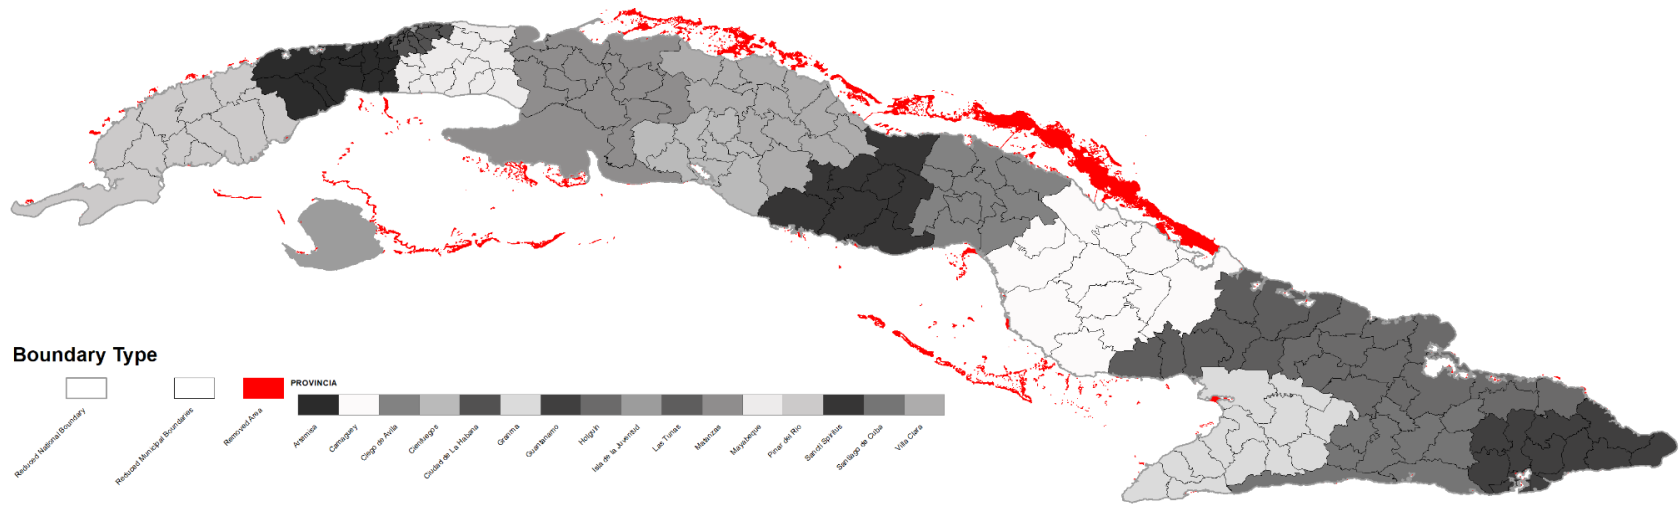 Boundary Type
Reduced National Boundary
Reduced Municipal Boundaries
Removed Area
PROVINCIA
Artemisa
Camaguey
Ciego de Avila
Cienfuegos
Ciudad de La Habana
Granma
Guantanamo
Holguin
Isla de la Juventud
Las Tunas
Matanzas
Mayabeque
Pinar del Rio
Sancti Spiritus
Santiago de Cuba
Villa Clara